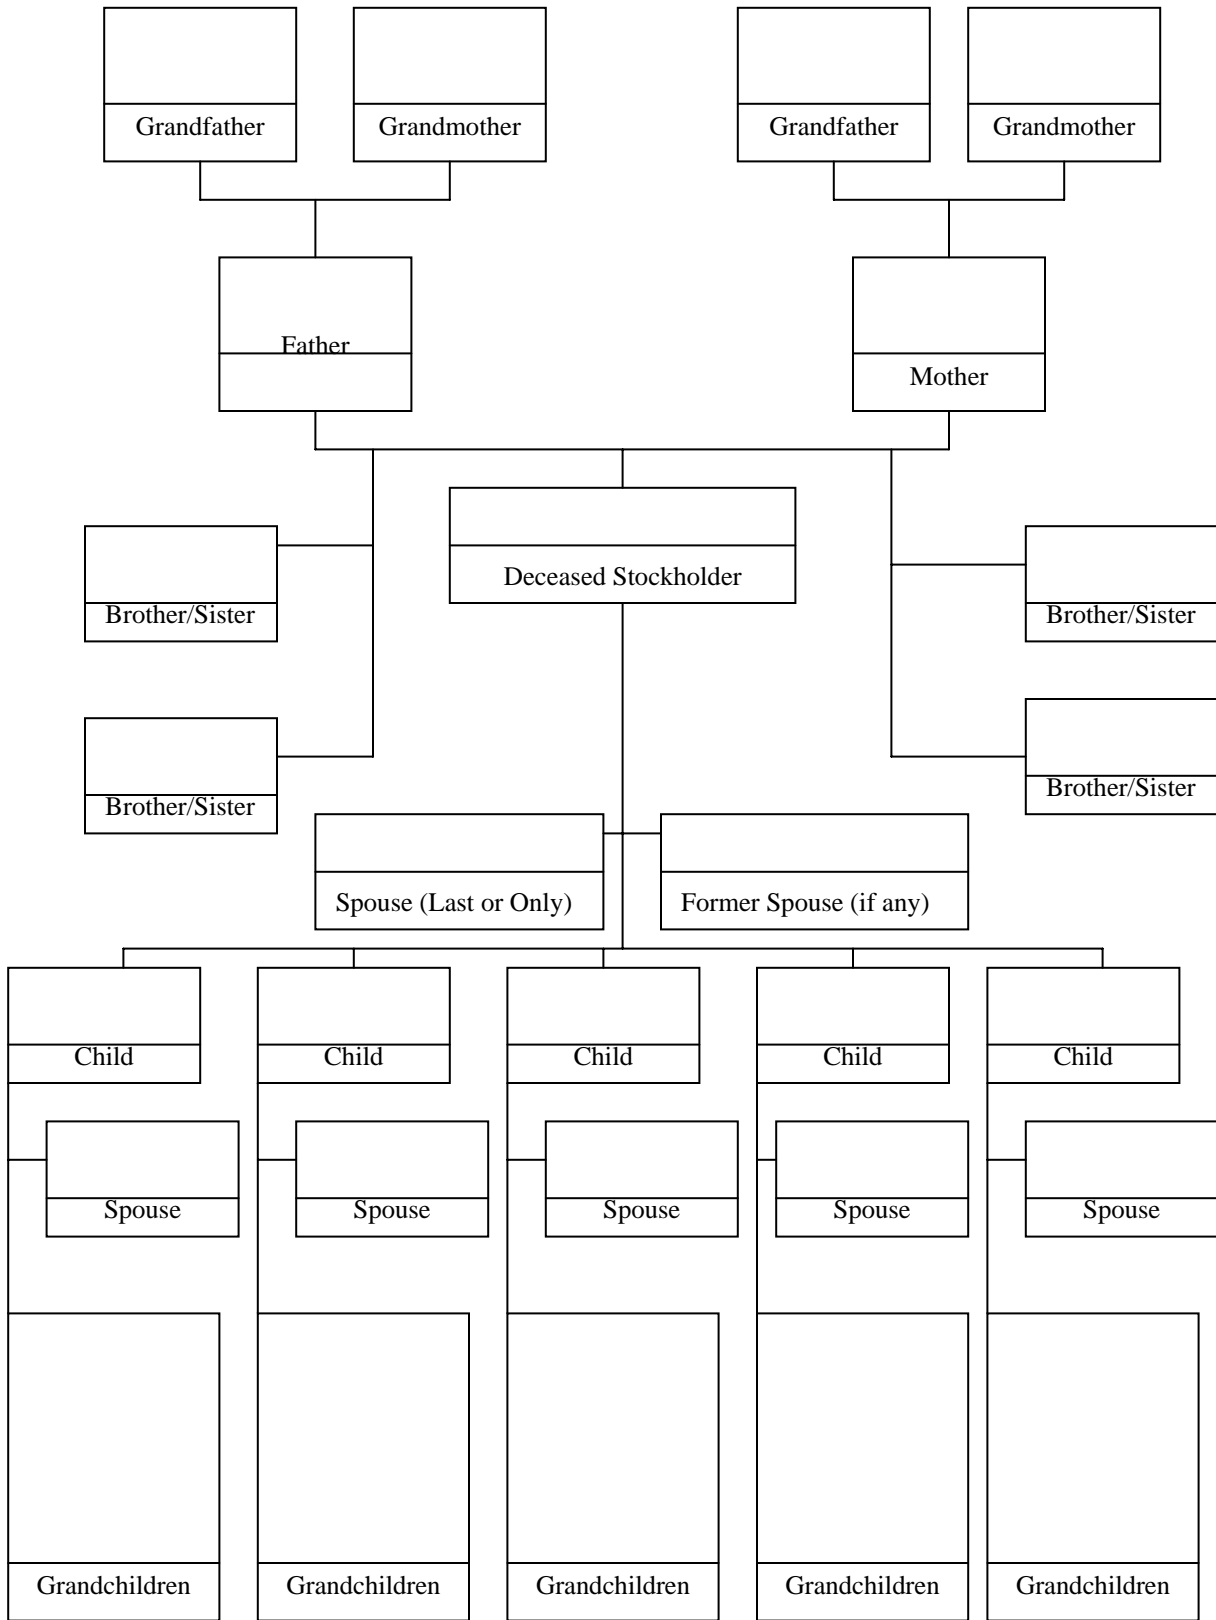 Grandfather
Grandmother
Grandfather
Grandmother
Father
Mother
Deceased Stockholder
Brother/Sister
Brother/Sister
Brother/Sister
Brother/Sister
Spouse (Last or Only)
Former Spouse (if any)
Child
Child
Child
Child
Child
Spouse
Spouse
Spouse
Spouse
Spouse
Grandchildren
Grandchildren
Grandchildren
Grandchildren
Grandchildren